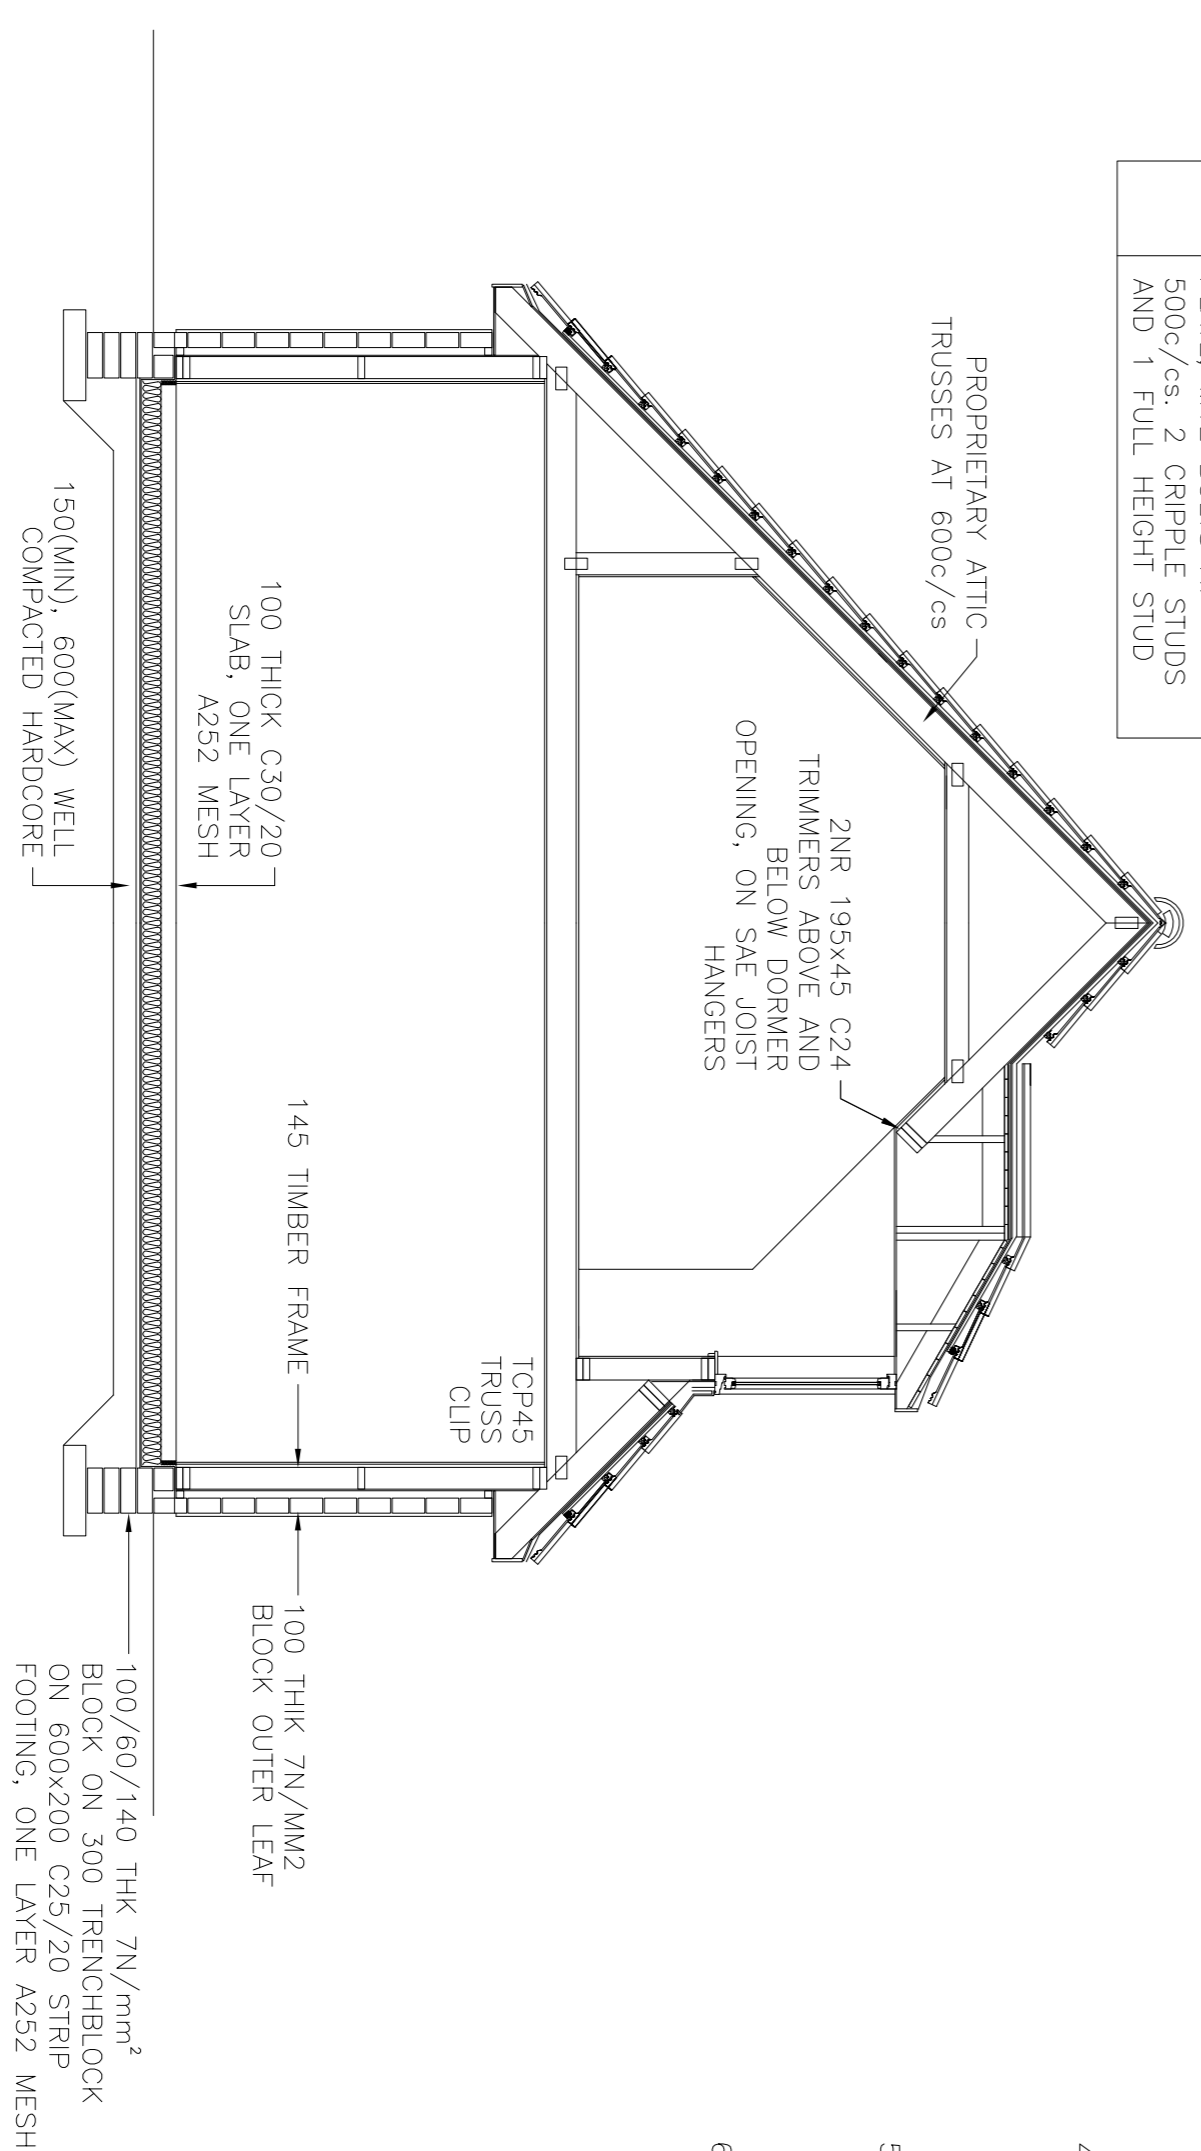 500c/cs. 2 CRIPPLE STUDS
AND 1 FULL HEIGHT STUD
PROPRIETARY ATTIC
TRUSSES AT 600c/cs
2NR 195x45 C24
TRIMMERS ABOVE AND
BELOW DORMER
OPENING, ON SAE JOIST
HANGERS
TCP45
TRUSS
CLIP
145 TIMBER FRAME
100 THICK C30/20
SLAB, ONE LAYER
A252 MESH
150(MIN), 600(MAX) WELL
COMPACTED HARDCORE
100 THIK 7N/MM2
BLOCK OUTER LEAF
100/60/140 THK 7N/mm²
BLOCK ON 300 TRENCHBLOCK
ON 600x200 C25/20 STRIP
FOOTING, ONE LAYER A252 MESH
4
5
6